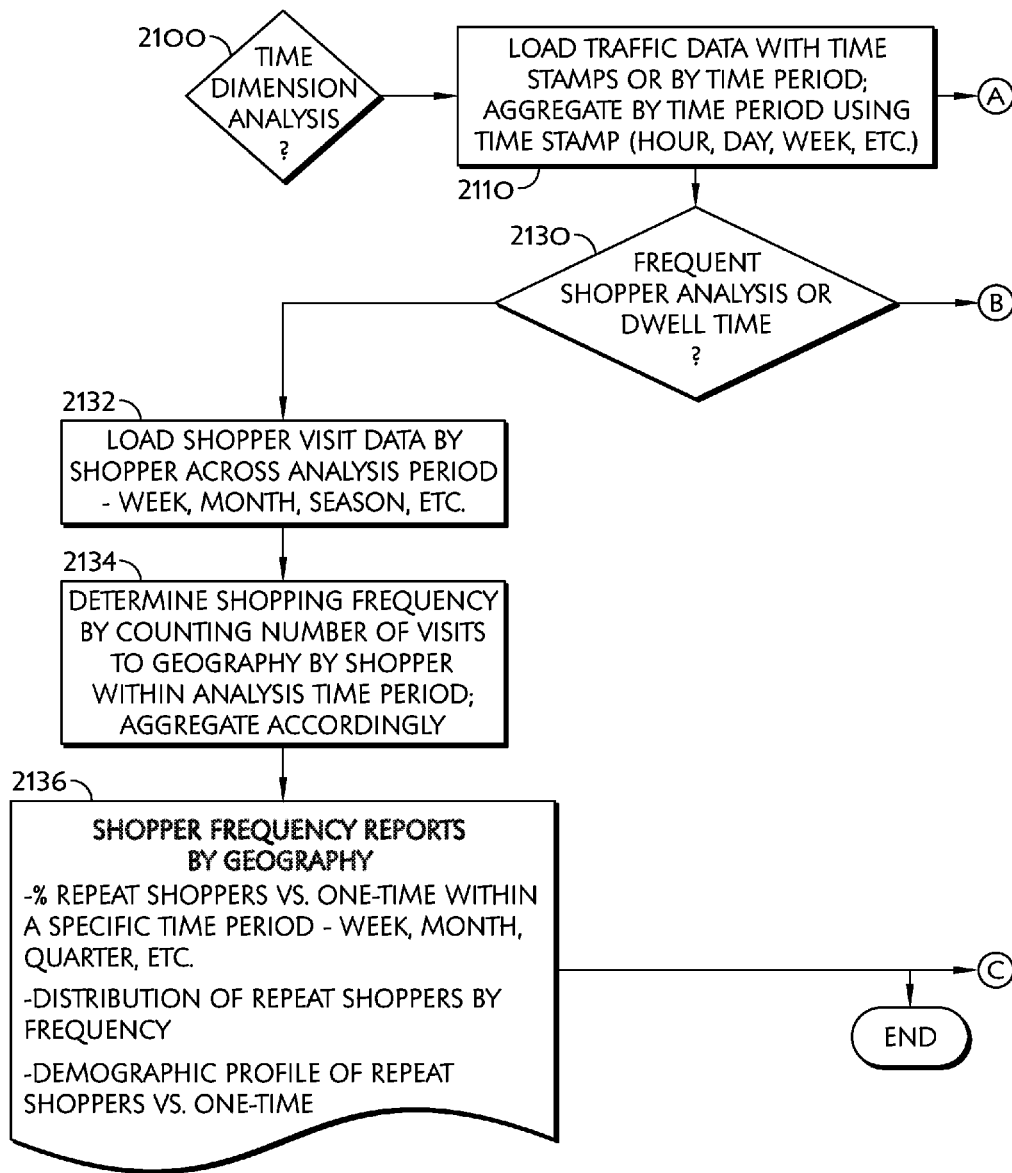 2100
TIME
DIMENSION
ANALYSIS
?
LOAD TRAFFIC DATA WITH TIME
STAMPS OR BY TIME PERIOD;
AGGREGATE BY TIME PERIOD USING
TIME STAMP (HOUR, DAY, WEEK, ETC.)
A
2110
2130
FREQUENT
SHOPPER ANALYSIS OR
DWELL TIME
?
B
2132
LOAD SHOPPER VISIT DATA BY
SHOPPER ACROSS ANALYSIS PERIOD
- WEEK, MONTH, SEASON, ETC.
2134
DETERMINE SHOPPING FREQUENCY
BY COUNTING NUMBER OF VISITS
TO GEOGRAPHY BY SHOPPER
WITHIN ANALYSIS TIME PERIOD;
AGGREGATE ACCORDINGLY
2136
SHOPPER FREQUENCY REPORTS
BY GEOGRAPHY
-% REPEAT SHOPPERS VS. ONE-TIME WITHIN
A SPECIFIC TIME PERIOD - WEEK, MONTH,
QUARTER, ETC.
-DISTRIBUTION OF REPEAT SHOPPERS BY
FREQUENCY
-DEMOGRAPHIC PROFILE OF REPEAT
SHOPPERS VS. ONE-TIME
C
END